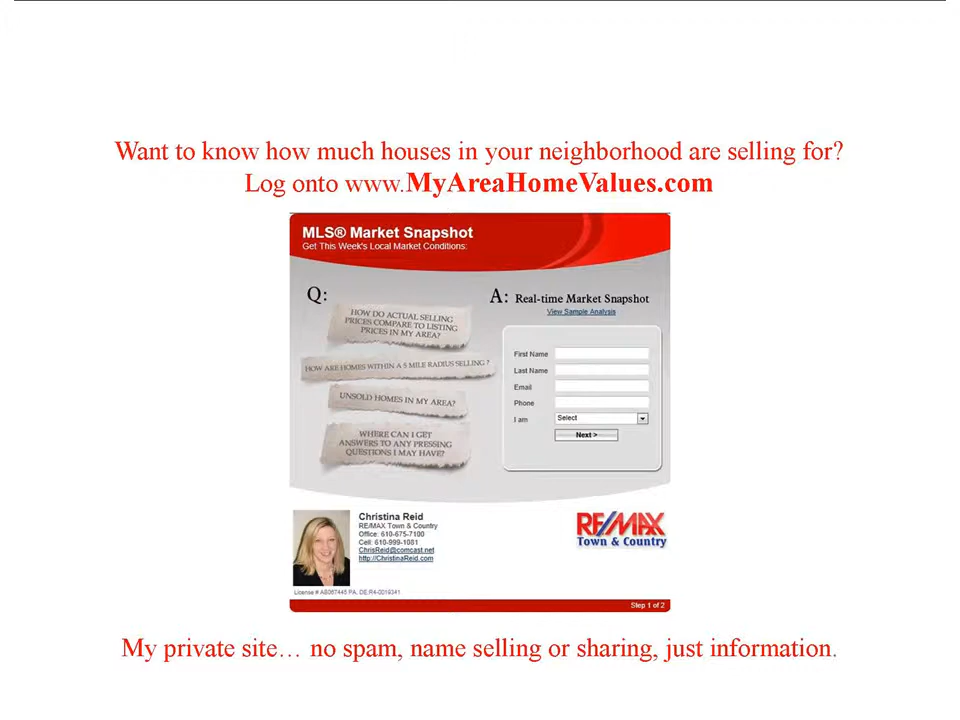 Want to know how much houses in your neighborhood are selling for?
Log onto www.MyAreaHomeValues.com
MLS® Market Snapshot
Get This Week's Local Market Conditions:
Q:
HOW DO ACTUAL SELLING
PRICES COMPARE TO LISTING
PRICES IN MY AREA?
HOW ARE HOMES WITHIN A 5 MILE RADIUS SELLING ?
UNSOLD HOMES IN MY AREA?
WHERE CAN I GET
ANSWERS TO ANY PRESSING
QUESTIONS I MAY HAVE?
A: Real-time Market Snapshot
View Sample Analysis
First Name
Last Name
Email
Phone
I am Select
Next >
Christina Reid
RE/MAX Town & Country
Office: 610-675-7100
Cell: 610-999-1081
ChrisReid@comcast.net
http://ChristinaReid.com
RE/MAX
Town & Country
License # AB067445 PA, DE:R4-0019341
Step 1 of 2
My private site… no spam, name selling or sharing, just information.